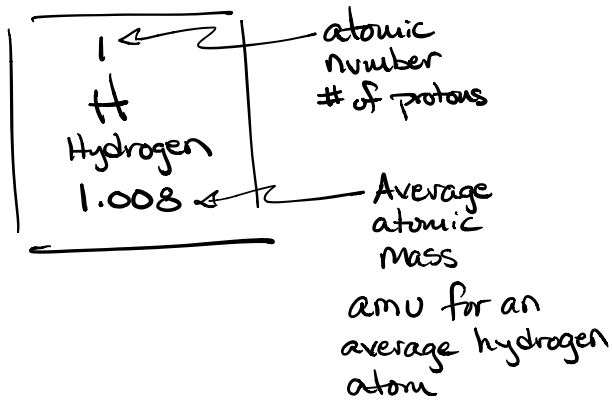 1
H
Hydrogen
1.008
atomic
number
# of protons
Average
atomic
mass
amu for an
average hydrogen
atom